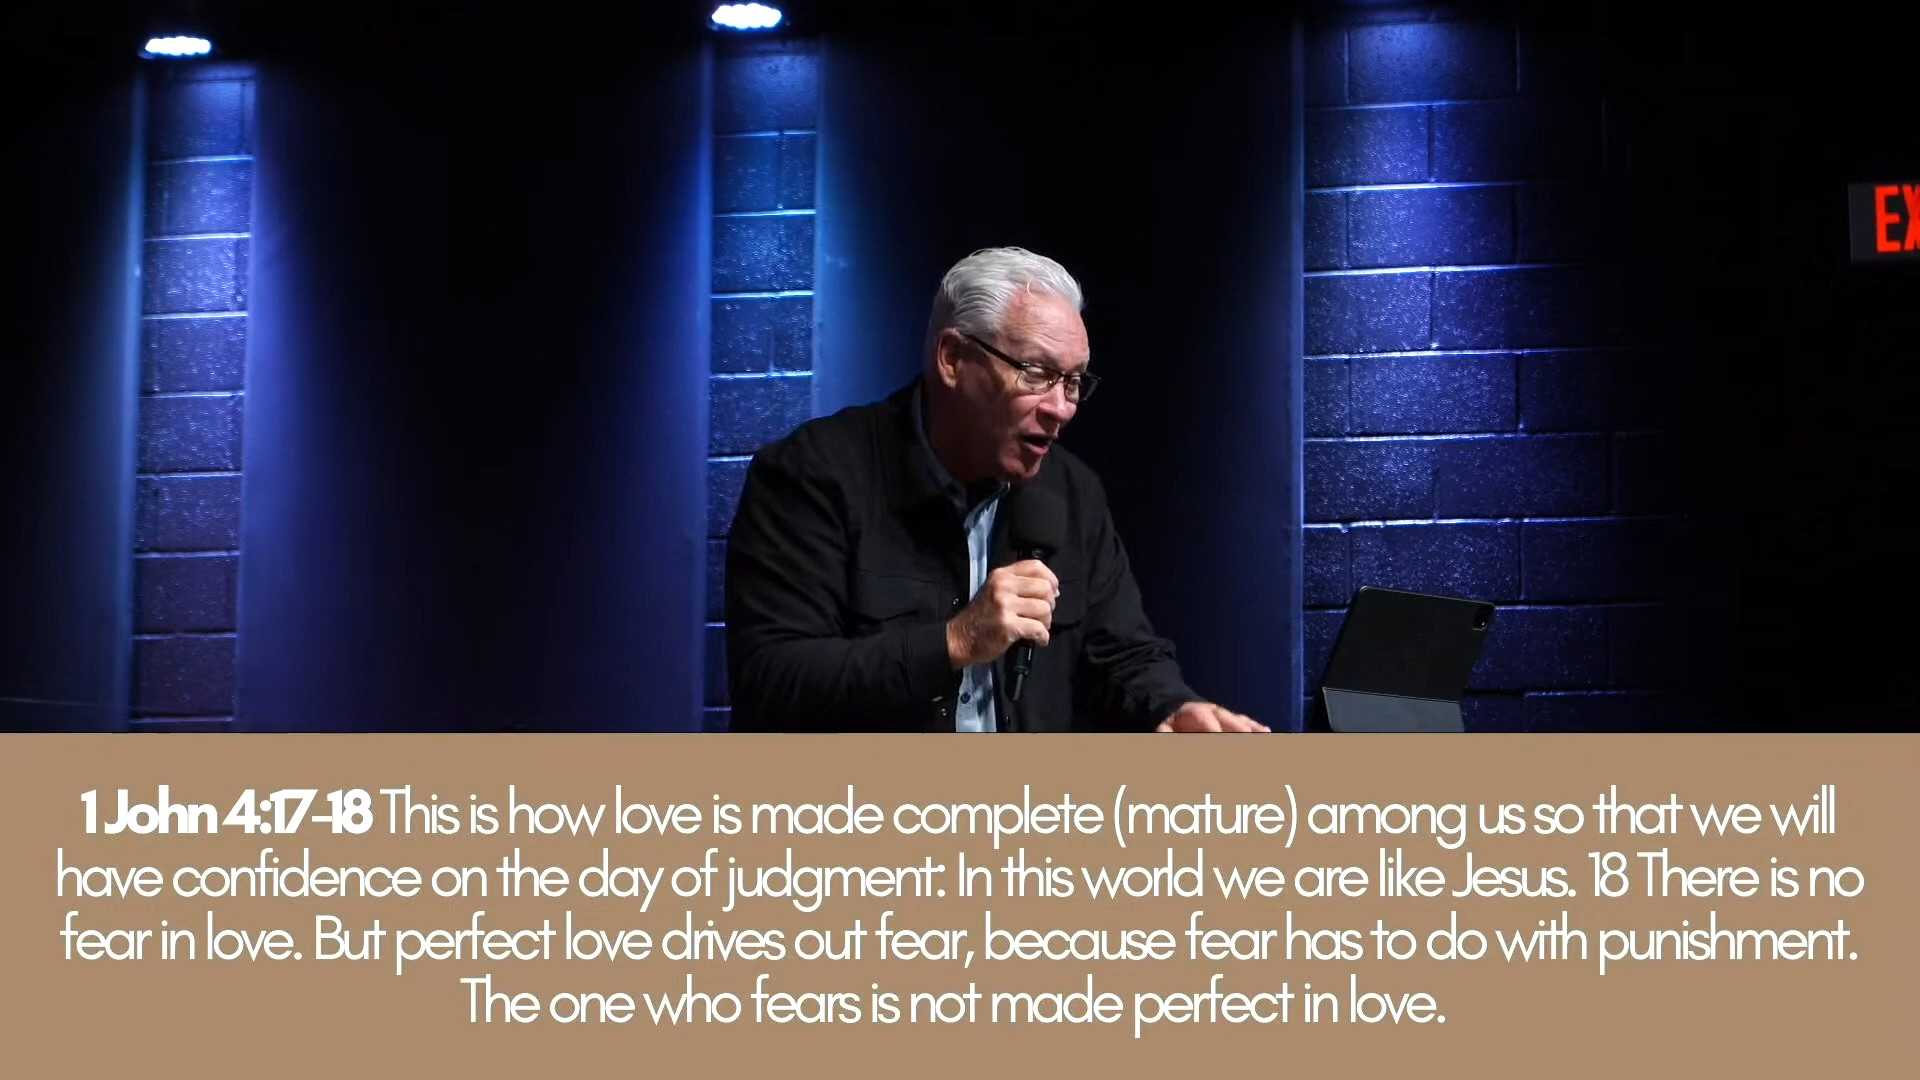 EX
1 John 4:17-18 This is how love is made complete (mature) among us so that we will
have confidence on the day of judgment: In this world we are like Jesus. 18 There is no
fear in love. But perfect love drives out fear, because fear has to do with punishment.
The one who fears is not made perfect in love.